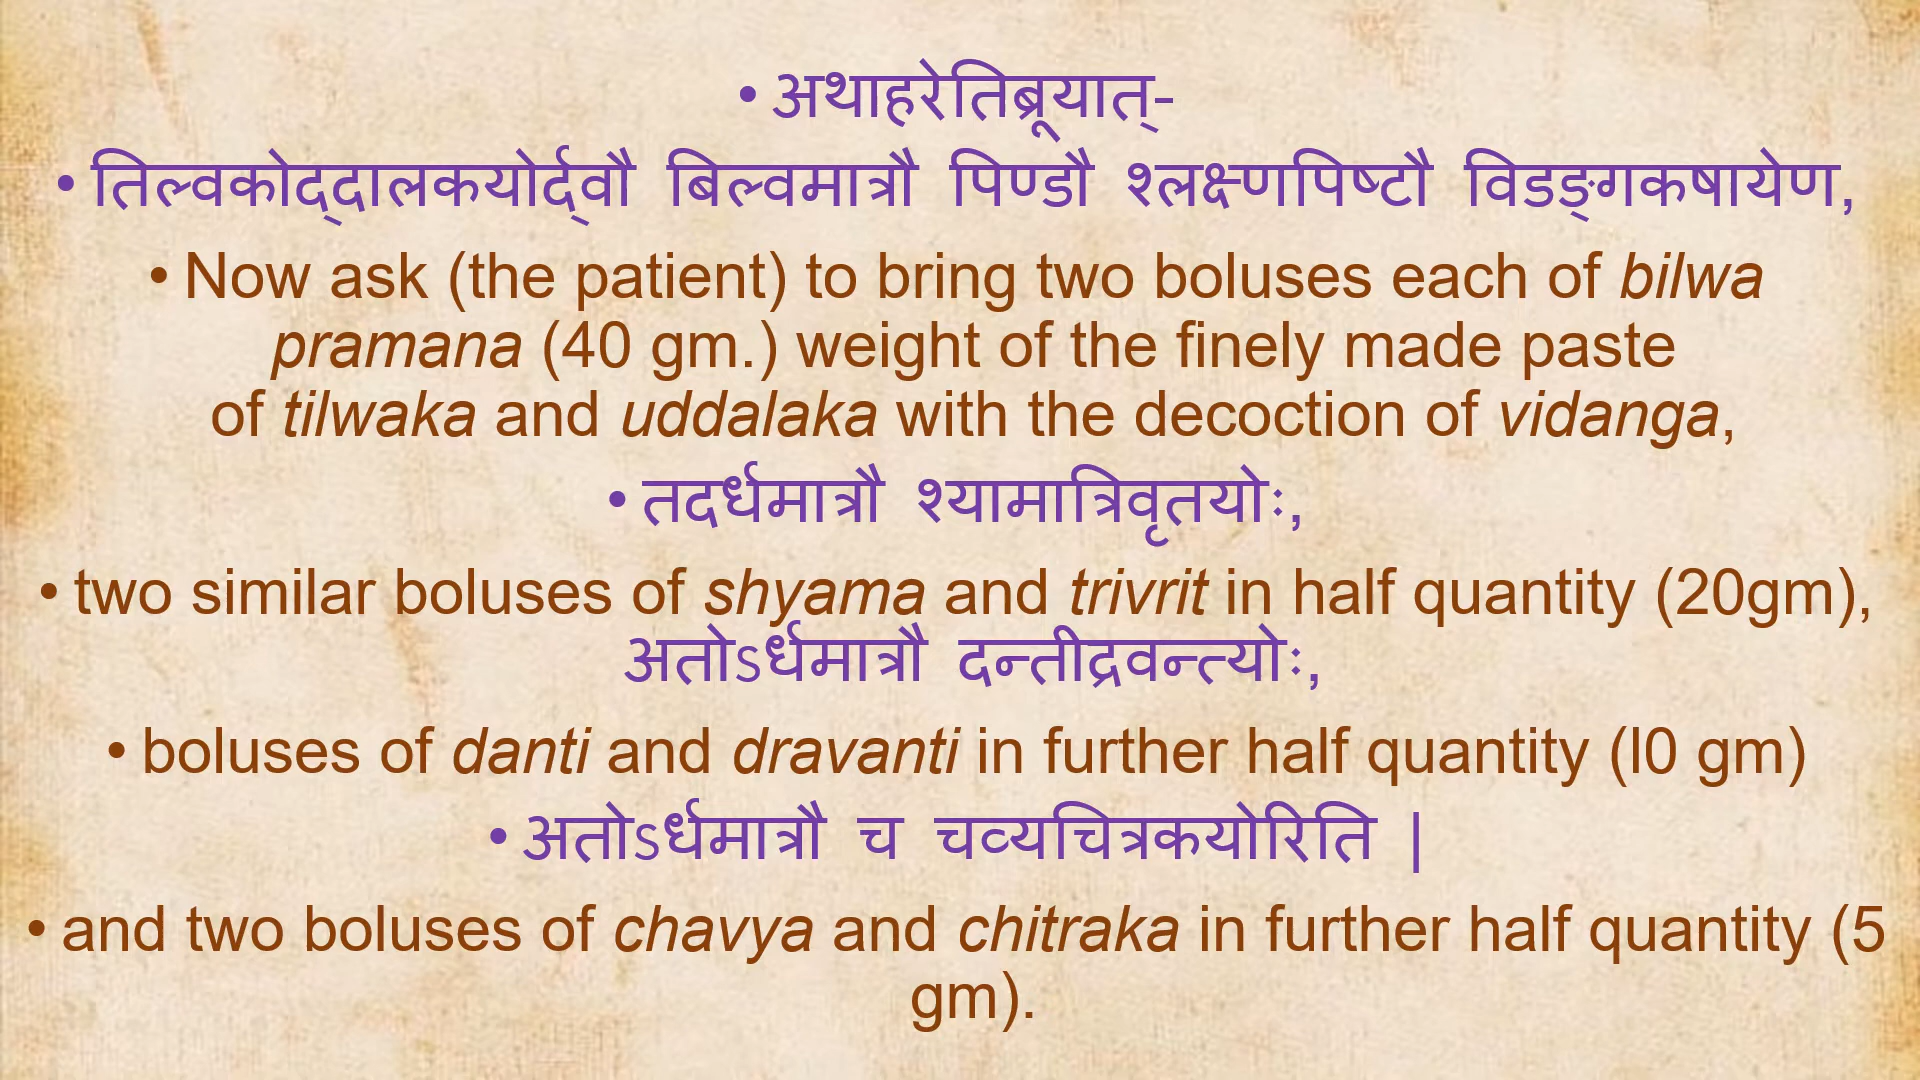 • अथाहरेतिब्रूयात्-
• तिल्वकोद्दालकयोर्द्वौ बिल्वमात्रौ पिण्डौ श्लक्ष्णपिष्टौ विडङ्गकषायेण,
• Now ask (the patient) to bring two boluses each of bilwa
pramana (40 gm.) weight of the finely made paste
of tilwaka and uddalaka with the decoction of vidanga,
• तदर्धमात्रौ श्यामात्रिवृतयोः,
• two similar boluses of shyama and trivrit in half quantity (20gm),
अतोऽर्धमात्रौ दन्तीद्रवन्त्योः,
• boluses of danti and dravanti in further half quantity (l0 gm)
• अतोऽर्धमात्रौ च चव्यचित्रकयोरिति |
• and two boluses of chavya and chitraka in further half quantity (5
gm).